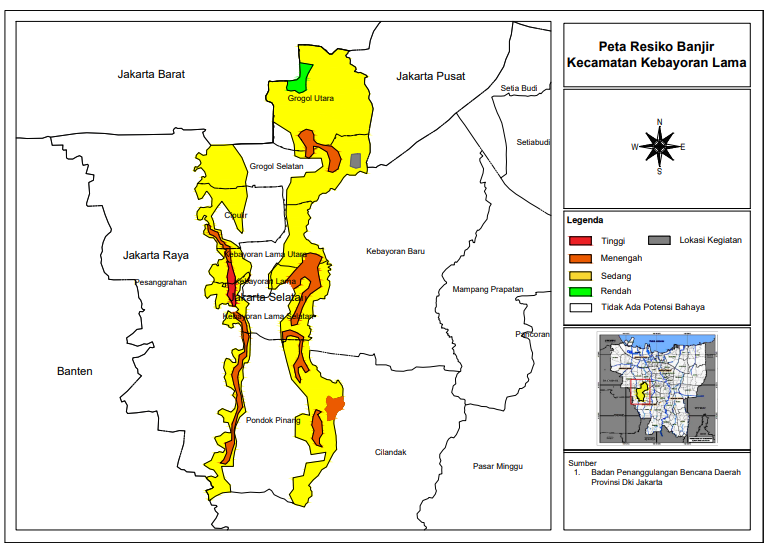 Jakarta Barat
Jakarta Pusat
Setia Budi
Grogol Utara
Setiabudi
Grogol Selatan
Cipulir
Kebayoran Lama Utara
Kebayoran Baru
Jakarta Raya
Pesanggrahan
Kebayoran Lama
Mampang Prapatan
Jakarta Selatan
Kebayoran Lama Selatan
Pancoran
Banten
Pondok Pinang
Cilandak
Pasar Minggu
Peta Resiko Banjir
Kecamatan Kebayoran Lama
N
W E
S
Legenda
Tinggi
Lokasi Kegiatan
Menengah
Sedang
Rendah
Tidak Ada Potensi Bahaya
Sumber
1. Badan Penanggulangan Bencana Daerah
Provinsi Dki Jakarta